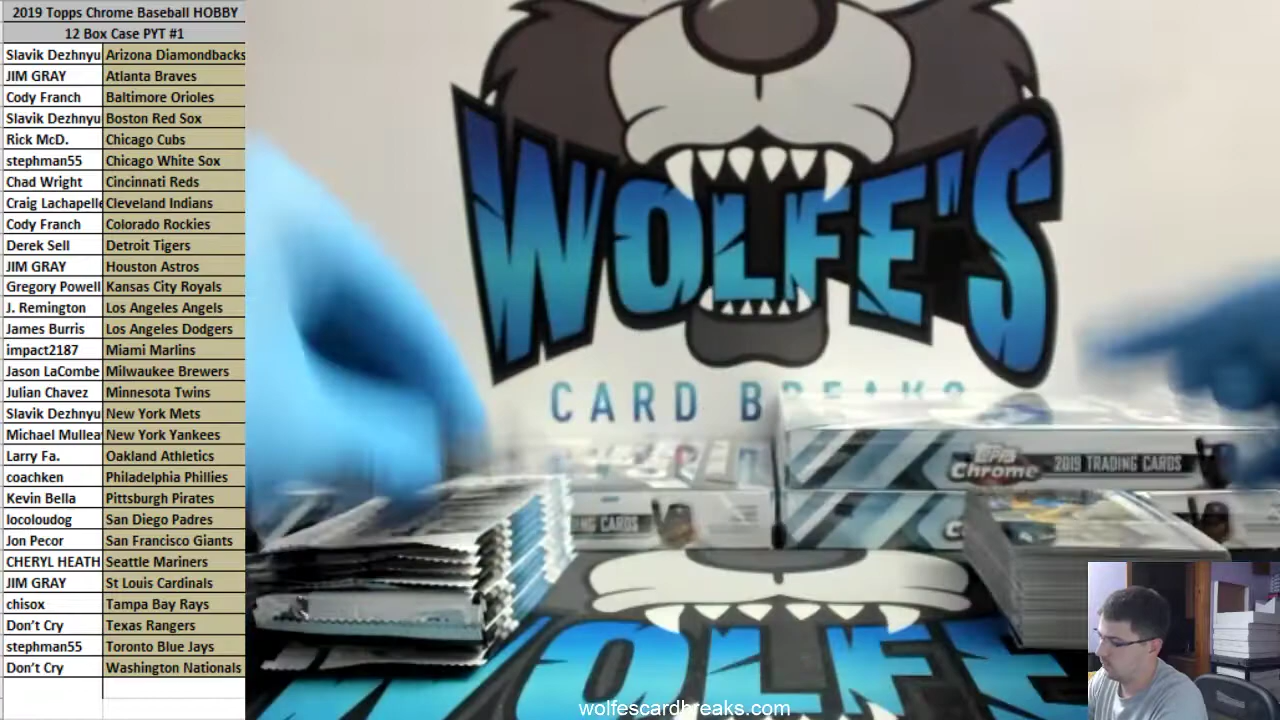 2019 Topps Chrome Baseball HOBBY
12 Box Case PYT #1
Slavik Dezhnyu Arizona Diamondbacks
JIM GRAY Atlanta Braves
Cody Franch Baltimore Orioles
Slavik Dezhnyu Boston Red Sox
Rick McD. Chicago Cubs
stephman55 Chicago White Sox
Chad Wright Cincinnati Reds
Craig Lachapelle Cleveland Indians
Cody Franch Colorado Rockies
Derek Sell Detroit Tigers
JIM GRAY Houston Astros
Gregory Powell Kansas City Royals
J. Remington Los Angeles Angels
James Burris Los Angeles Dodgers
impact2187 Miami Marlins
Jason LaCombe Milwaukee Brewers
Julian Chavez Minnesota Twins
Slavik Dezhnyu New York Mets
Michael Mullea New York Yankees
Larry Fa. Oakland Athletics
coachken Philadelphia Phillies
Kevin Bella Pittsburgh Pirates
locoloudog San Diego Padres
Jon Pecor San Francisco Giants
CHERYL HEATH Seattle Mariners
JIM GRAY St Louis Cardinals
chisox Tampa Bay Rays
Don't Cry Texas Rangers
stephman55 Toronto Blue Jays
Don't Cry Washington Nationals
WOLFE'S
CARD BREAKS
Topps Chrome 2019 TRADING CARDS
NG CARDS
WOLFE
wolfescardbreaks.com